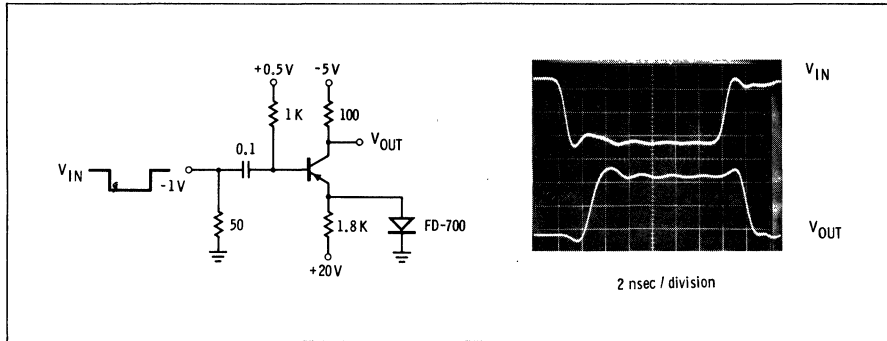 +0.5V
-5V
1K
100
V_OUT
0.1
V_IN
-1V
50
1.8K
FD-700
+20V
V_IN
V_OUT
2 nsec / division